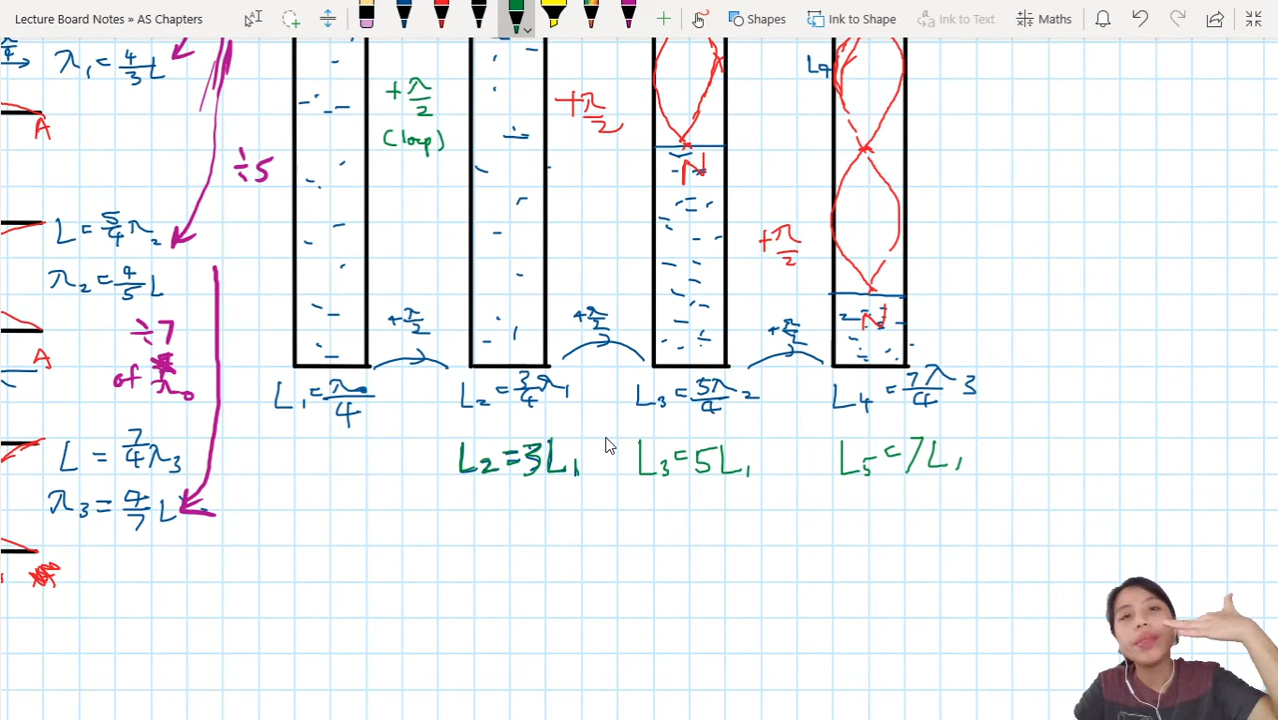 Lecture Board Notes » AS Chapters
Shapes
Ink to Shape
Ink to Text
Maths
λ₁ = 4/3 L
A
÷5
L = 5/4 λ₂
λ₂ = 4/5 L
A
÷7
of λ₀
L = 7/4 λ₃
λ₃ = 4/7 L
+λ/2
(loop)
+λ/2
N
+λ/2
L4
N
+λ/2
+λ/2
+λ/2
L₁ = λ₀/4
L₂ = 3/4 λ₁
L₃ = 5λ/4 2
L₄ = 7λ/4 3
L₂ = 3L₁
L₃ = 5L₁
L₅ = 7L₁